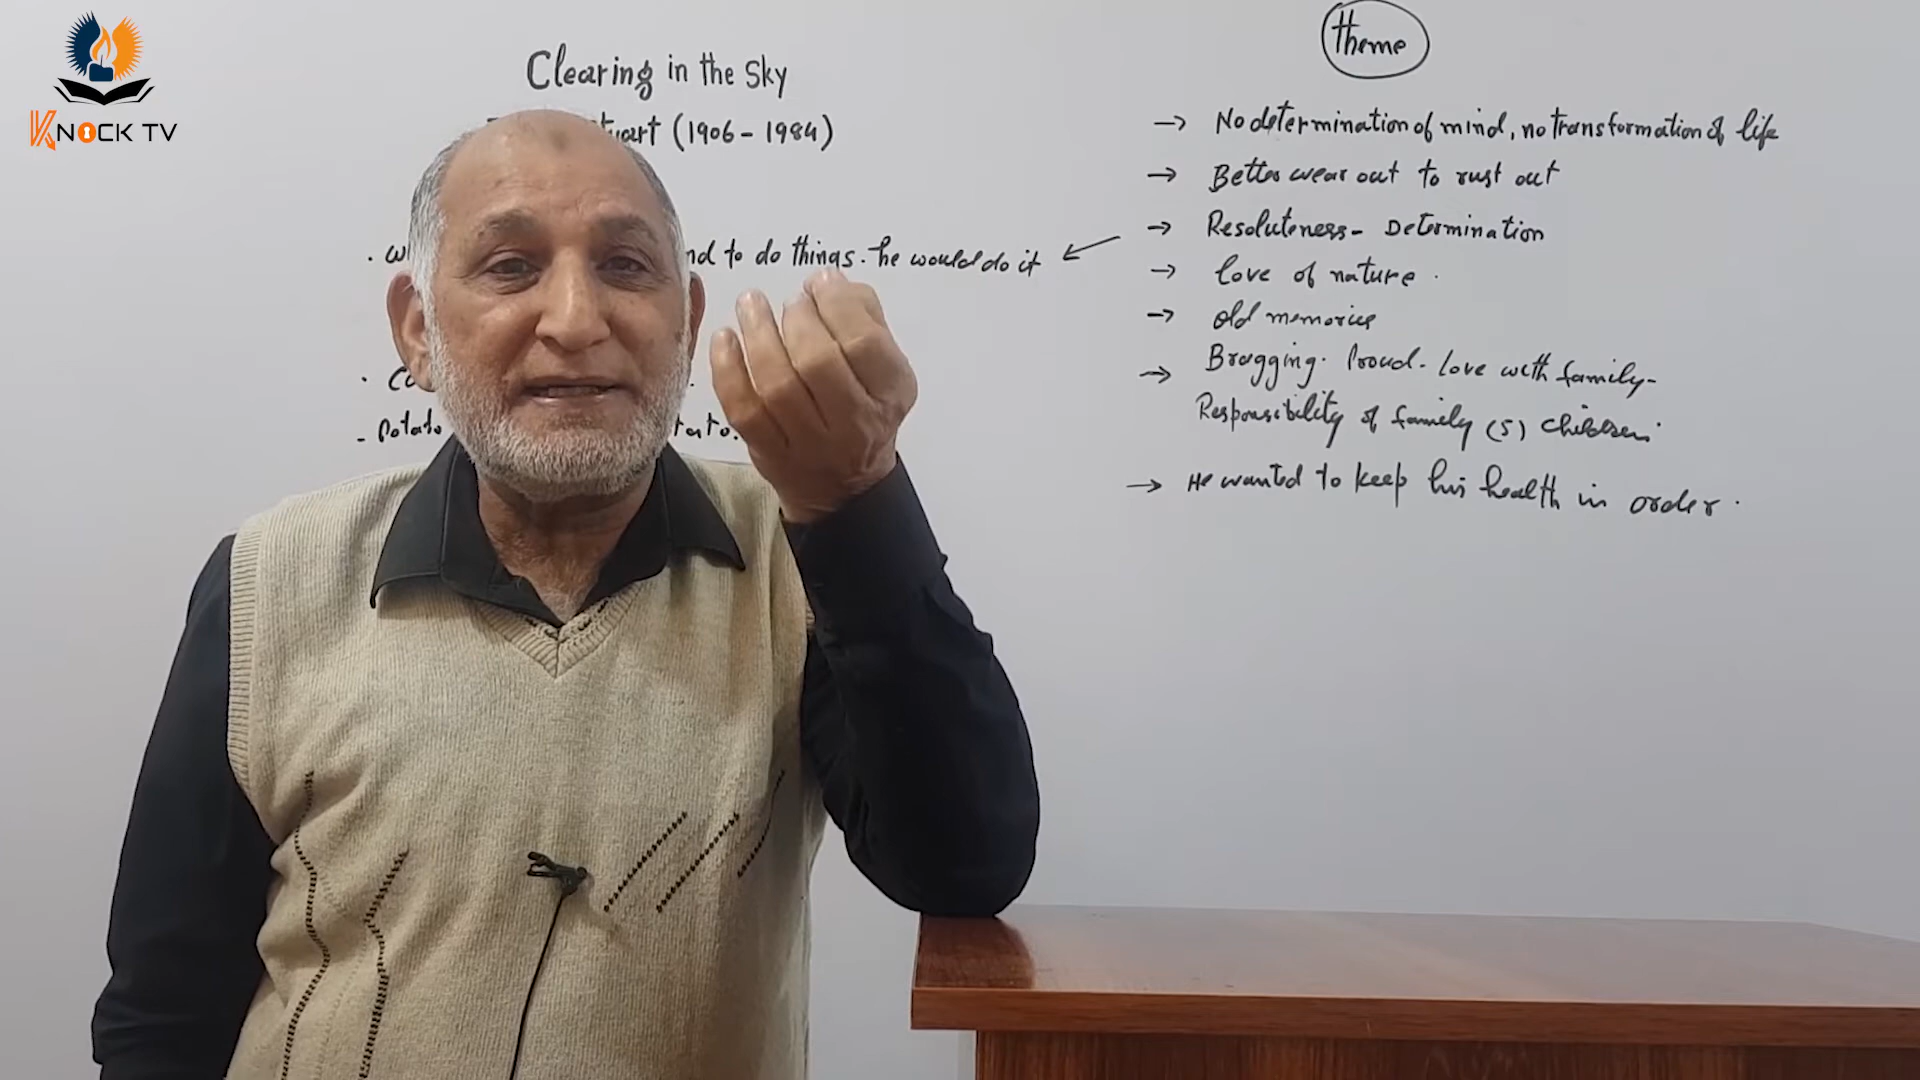 KNOCK TV
Clearing in the Sky
(1906 - 1984)
to do things. he would do it
Potato
Theme
→ No determination of mind, no transformation of life
→ Better wear out to rust out
→ Resoluteness - Determination
→ love of nature.
→ old memories
→ Bragging. Proud. Love with family-
Responsibility of family (5) children.
→ He wanted to keep his health in order.